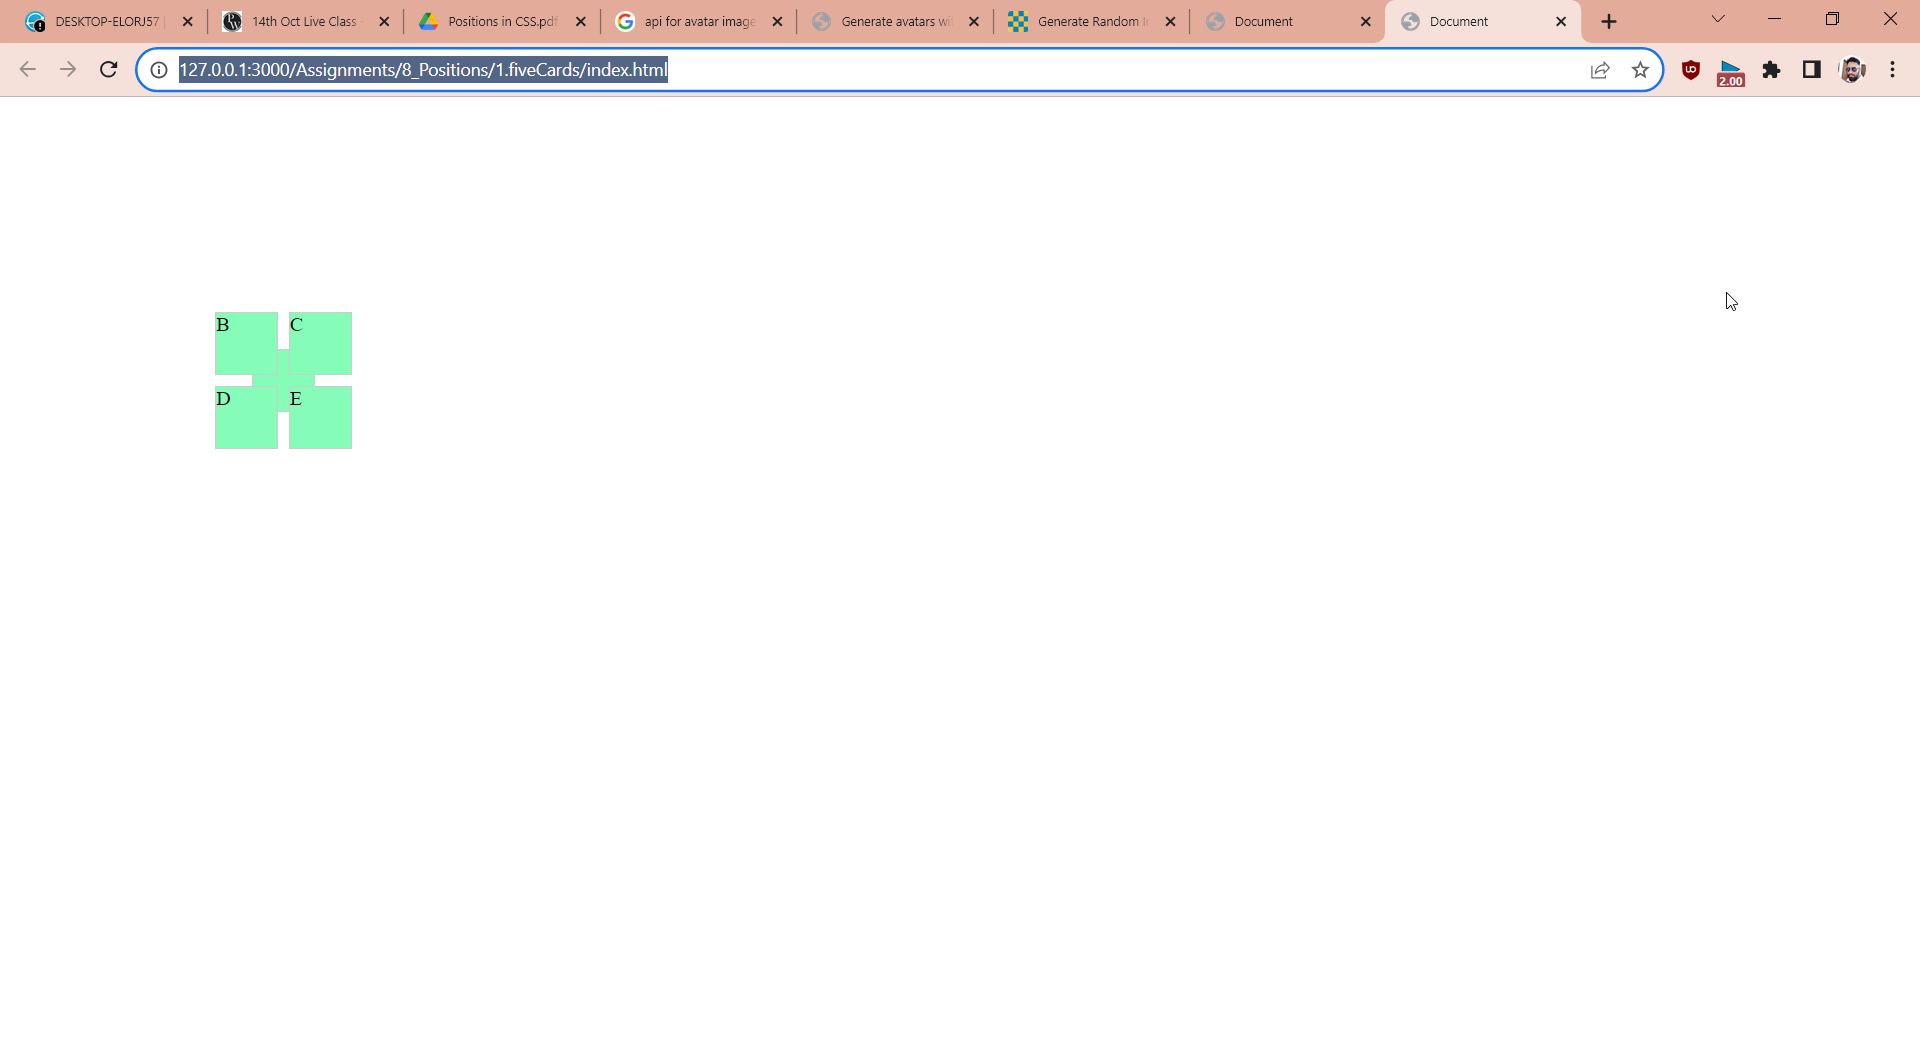 DESKTOP-ELORJ57
14th Oct Live Class -
Positions in CSS.pdf
api for avatar image
Generate avatars wi
Generate Random I
Document
Document
127.0.0.1:3000/Assignments/8_Positions/1.fiveCards/index.html
2.00
B
C
D
E